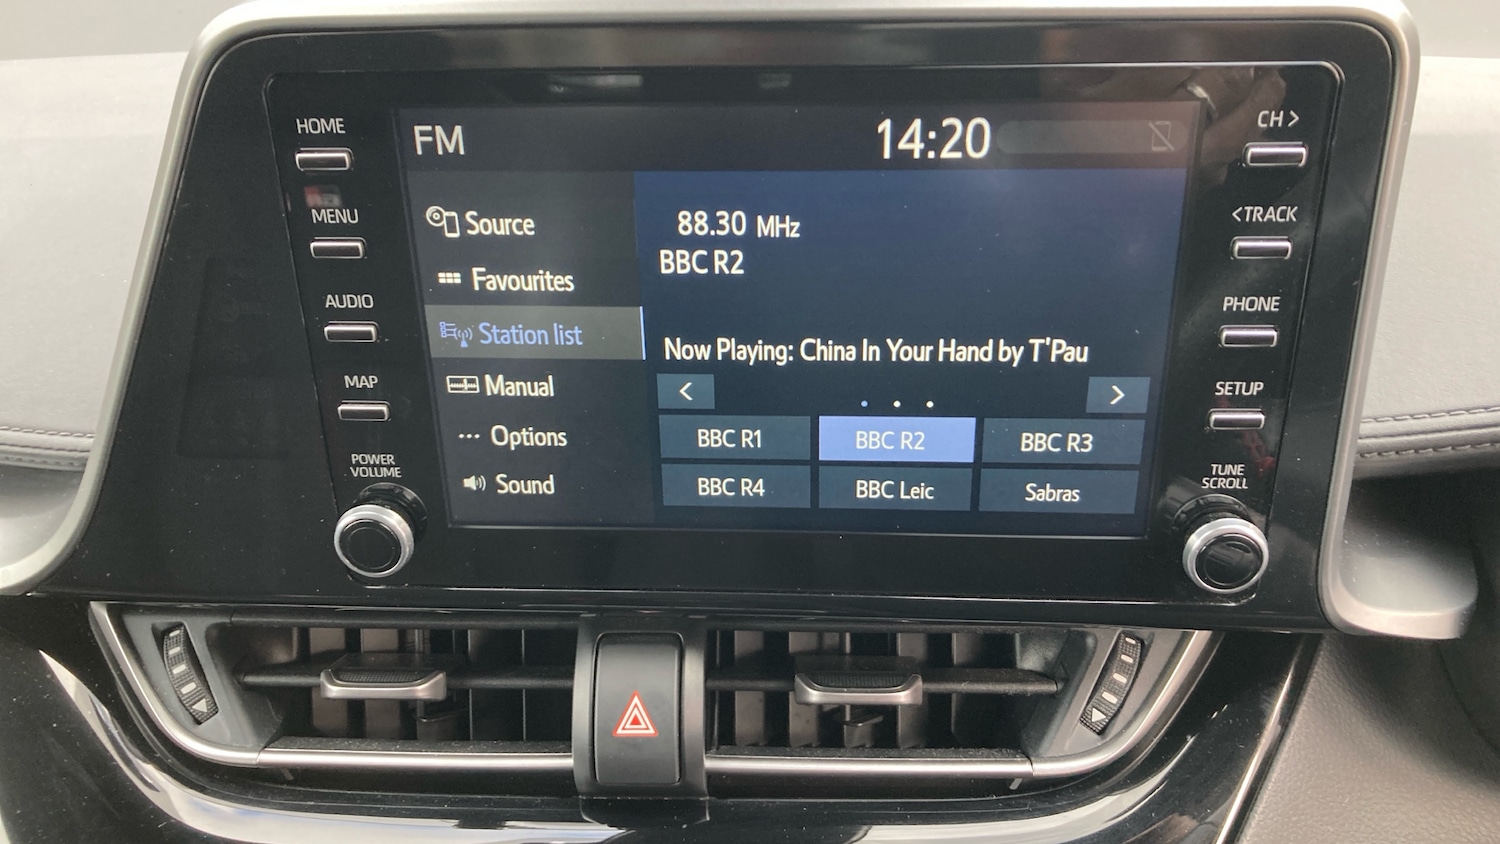 HOME
MENU
AUDIO
MAP
POWER
VOLUME
FM
14:20
Source
Favourites
Station list
Manual
Options
Sound
88.30 MHz
BBC R2
Now Playing: China In Your Hand by T'Pau
< >
BBC R1 BBC R2 BBC R3
BBC R4 BBC Leic Sabras
CH >
<TRACK
PHONE
SETUP
TUNE
SCROLL